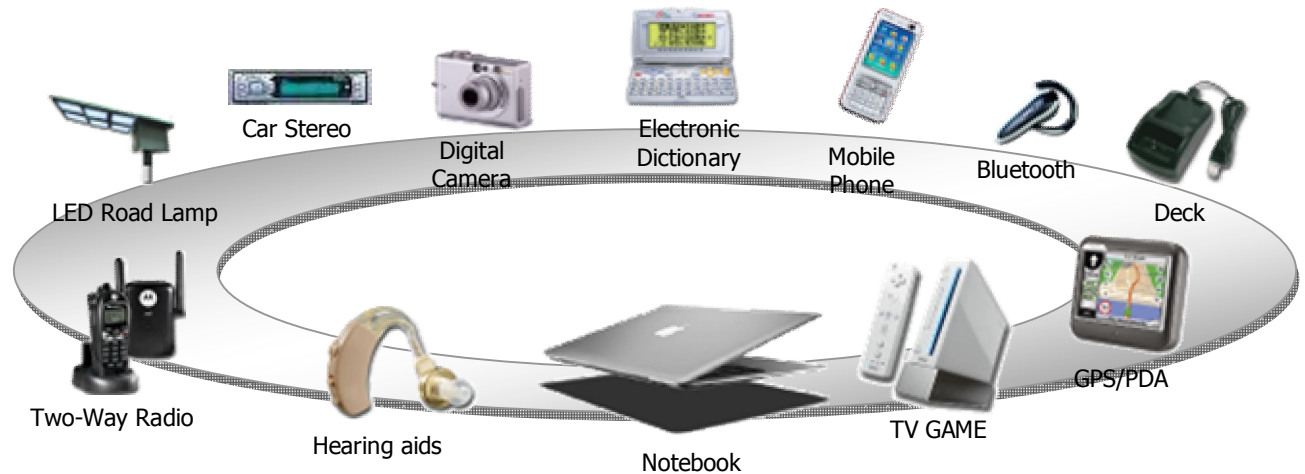 Car Stereo
Digital
Camera
Electronic
Dictionary
Mobile
Phone
Bluetooth
Deck
LED Road Lamp
Two-Way Radio
Hearing aids
Notebook
TV GAME
GPS/PDA